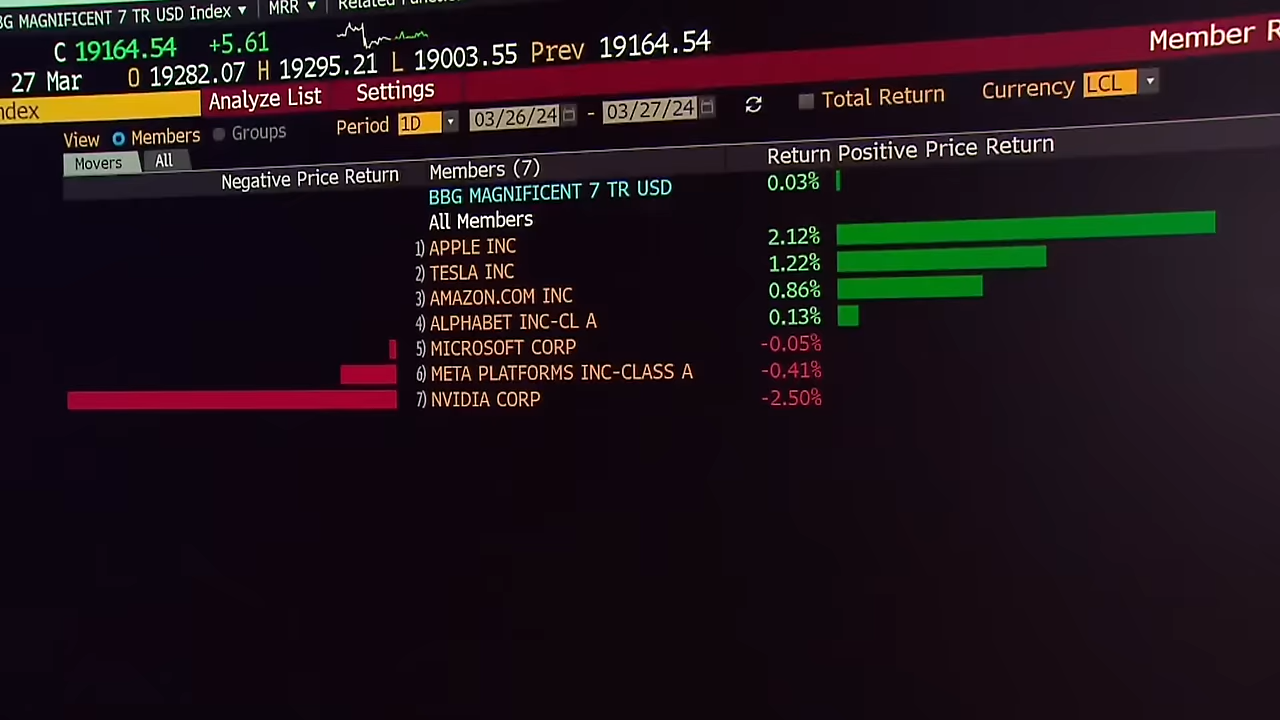 BG MAGNIFICENT 7 TR USD Index MRR Related
C 19164.54 +5.61
27 Mar O 19282.07 H 19295.21 L 19003.55 Prev 19164.54
Member R
ndex Analyze List Settings
View Members Groups Period 1D 03/26/24 - 03/27/24 Total Return Currency LCL
Movers All
Negative Price Return Members (7) Return Positive Price Return
BBG MAGNIFICENT 7 TR USD 0.03%
All Members
1) APPLE INC 2.12%
2) TESLA INC 1.22%
3) AMAZON.COM INC 0.86%
4) ALPHABET INC-CL A 0.13%
5) MICROSOFT CORP -0.05%
6) META PLATFORMS INC-CLASS A -0.41%
7) NVIDIA CORP -2.50%